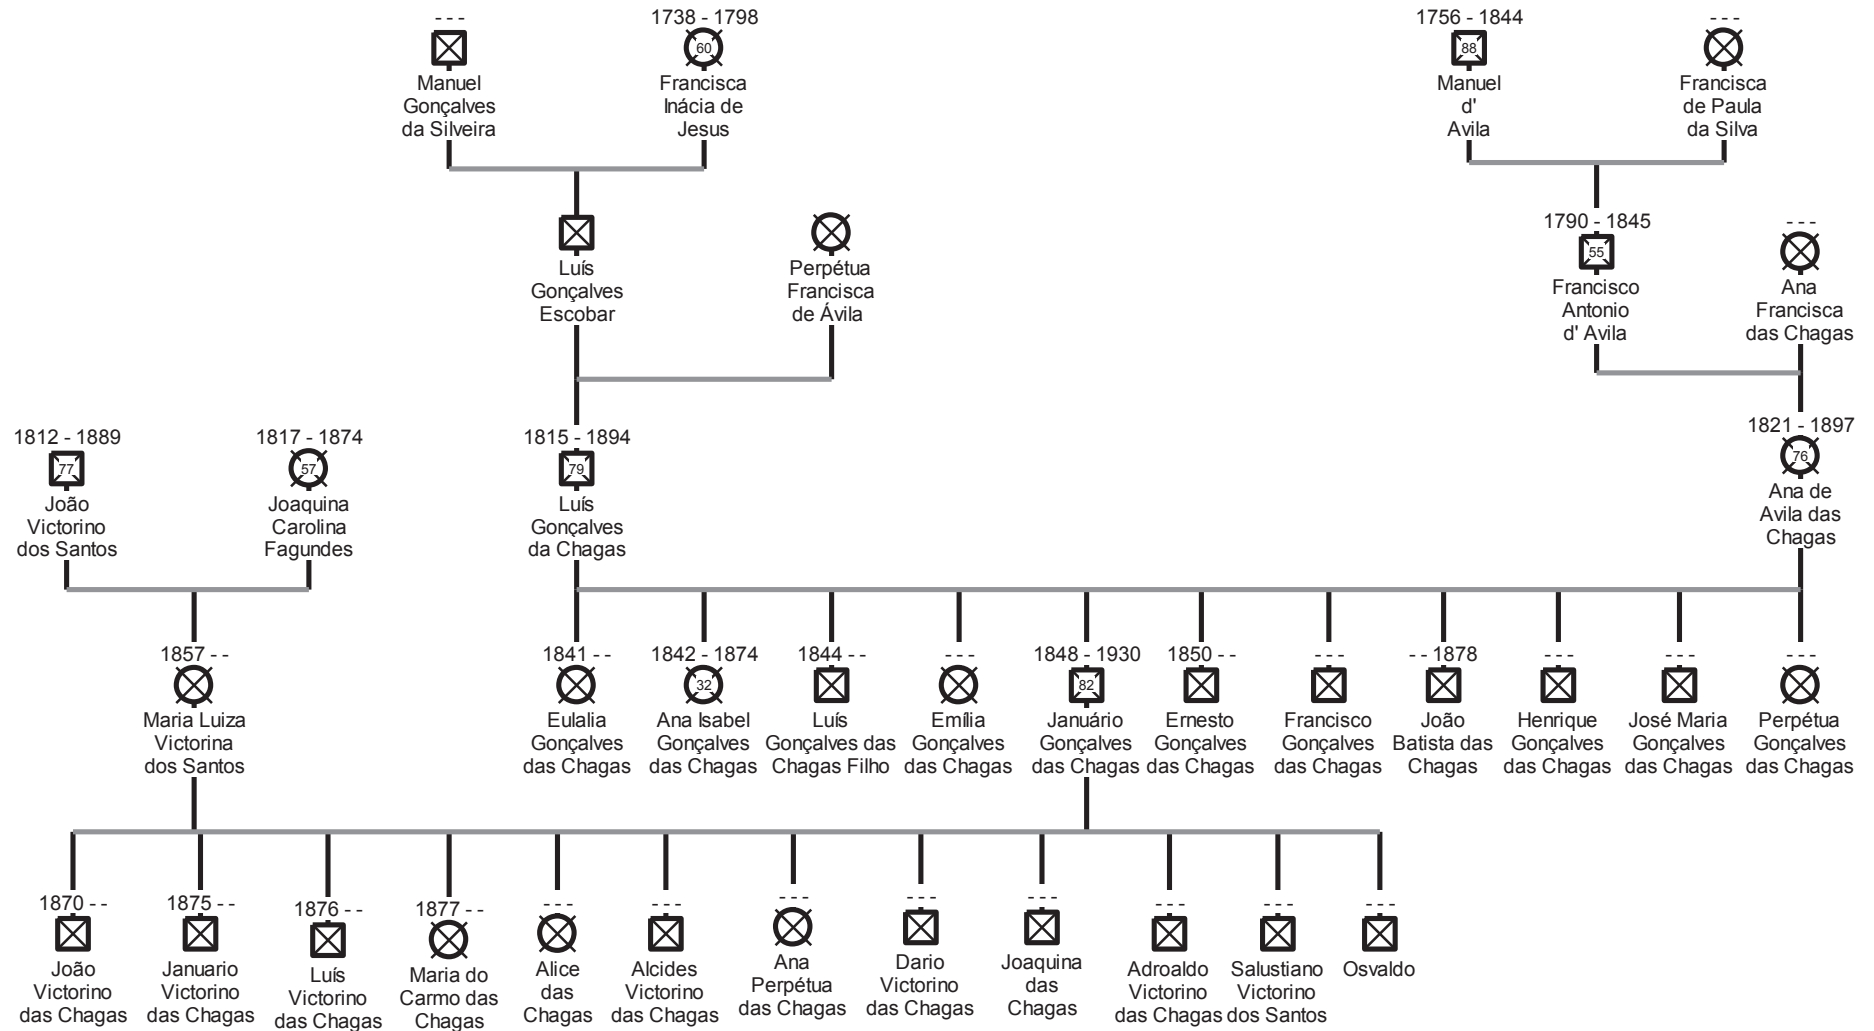 - - -
Manuel
Gonçalves
da Silveira
1738 - 1798
60
Francisca
Inácia de
Jesus
1756 - 1844
88
Manuel
d'
Avila
- - -
Francisca
de Paula
da Silva
Luís
Gonçalves
Escobar
Perpétua
Francisca
de Ávila
1790 - 1845
55
Francisco
Antonio
d' Avila
- - -
Ana
Francisca
das Chagas
1812 - 1889
77
João
Victorino
dos Santos
1817 - 1874
57
Joaquina
Carolina
Fagundes
1815 - 1894
79
Luís
Gonçalves
da Chagas
1821 - 1897
76
Ana de
Avila das
Chagas
1857 - -
Maria Luiza
Victorina
dos Santos
1841 - -
Eulalia
Gonçalves
das Chagas
1842 - 1874
32
Ana Isabel
Gonçalves
das Chagas
1844 - -
Luís
Gonçalves das
Chagas Filho
- - -
Emília
Gonçalves
das Chagas
1848 - 1930
82
Januário
Gonçalves
das Chagas
1850 - -
Ernesto
Gonçalves
das Chagas
- - -
Francisco
Gonçalves
das Chagas
- - 1878
João
Batista das
Chagas
- - -
Henrique
Gonçalves
das Chagas
- - -
José Maria
Gonçalves
das Chagas
- - -
Perpétua
Gonçalves
das Chagas
1870 - -
João
Victorino
das Chagas
1875 - -
Januario
Victorino
das Chagas
1876 - -
Luís
Victorino
das Chagas
1877 - -
Maria do
Carmo das
Chagas
- - -
Alice
das
Chagas
- - -
Alcides
Victorino
das Chagas
- - -
Ana
Perpétua
das Chagas
- - -
Dario
Victorino
das Chagas
- - -
Joaquina
das
Chagas
- - -
Adroaldo
Victorino
das Chagas
- - -
Salustiano
Victorino
dos Santos
- - -
Osvaldo